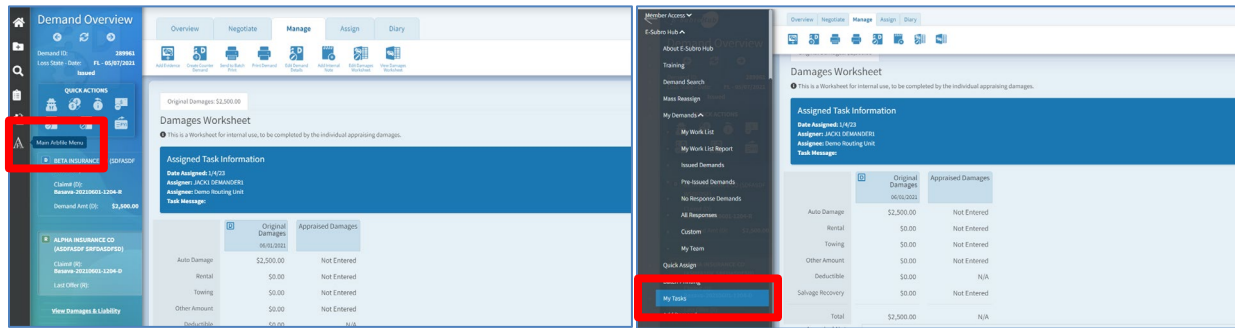 Demand Overview
Demand ID: 289961
Loss State - Date: FL - 05/07/2021
Issued
QUICK ACTIONS
Main Arbfile Menu
BETA INSURANCE (SDFASDF
Claim# (D):
Basava-20210601-1204-R
Demand Amt (D): $2,500.00
ALPHA INSURANCE CO
(ASDFASDF SRFDASDFSD)
Claim# (R):
Basava-20210601-1204-D
Last Offer (R):
View Damages & Liability
Overview Negotiate Manage Assign Diary
Add Evidence Create Counter Demand Send to Batch Print Print Demand Edit Demand Details Add Internal Note Edit Damages Worksheet View Damages Worksheet
Original Damages: $2,500.00
Damages Worksheet
This is a Worksheet for internal use, to be completed by the individual appraising damages.
Assigned Task Information
Date Assigned: 1/4/23
Assigner: JACK1 DEMANDER1
Assignee: Demo Routing Unit
Task Message:
D Original Damages Appraised Damages
06/01/2021
Auto Damage $2,500.00 Not Entered
Rental $0.00 Not Entered
Towing $0.00 Not Entered
Other Amount $0.00 Not Entered
Deductible $0.00 N/A
Member Access
E-Subro Hub
About E-Subro Hub
Training
Demand Search
Mass Reassign
My Demands
My Work List
My Work List Report
Issued Demands
Pre-Issued Demands
No Response Demands
All Responses
Custom
My Team
Quick Assign
Batch Printing
My Tasks
Overview Negotiate Manage Assign Diary
Damages Worksheet
This is a Worksheet for internal use, to be completed by the individual appraising damages.
Assigned Task Information
Date Assigned: 1/4/23
Assigner: JACK1 DEMANDER1
Assignee: Demo Routing Unit
Task Message:
D Original Damages Appraised Damages
06/01/2021
Auto Damage $2,500.00 Not Entered
Rental $0.00 Not Entered
Towing $0.00 Not Entered
Other Amount $0.00 Not Entered
Deductible $0.00 N/A
Salvage Recovery $0.00 Not Entered
Total $2,500.00 N/A